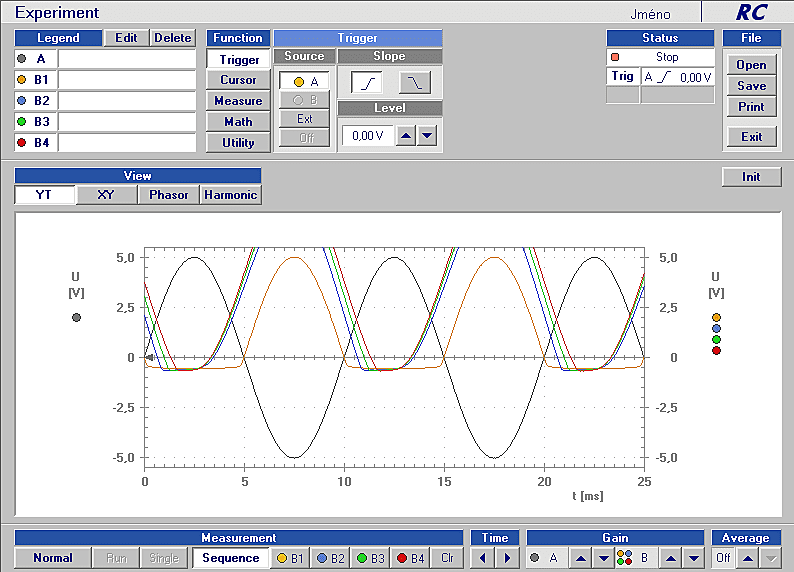 Experiment Jméno RC
Legend Edit Delete Function Trigger Status File
A Trigger Source Slope Stop Open
B1 Cursor A Trig A 0,00 V Save
B2 Measure B Level Print
B3 Math Ext 0,00 V
B4 Utility Off Exit
View Init
YT XY Phasor Harmonic
5,0 5,0
U U
[V] [V]
2,5 2,5
0 0
-2,5 -2,5
-5,0 -5,0
0 5 10 15 20 25
t [ms]
Measurement Time Gain Average
Normal Run Single Sequence B1 B2 B3 B4 Clr A B Off